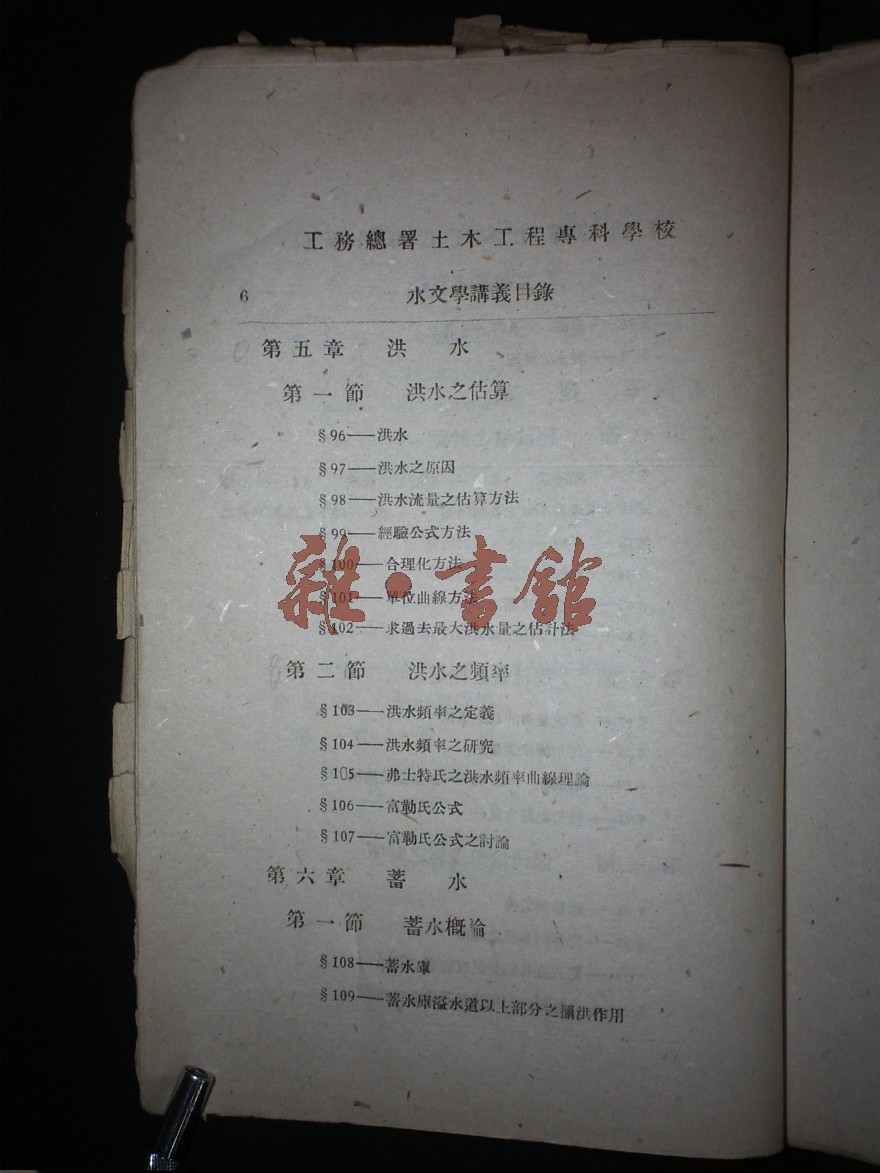 工務總署土木工程專科學校
6 水文學講義目錄
第五章 洪水
第一節 洪水之估算
§96——洪水
§97——洪水之原因
§98——洪水流量之估算方法
§99——經驗公式方法
§100——合理化方法
§101——單位曲線方法
§102——求過去最大洪水量之估計法
第二節 洪水之頻率
§103——洪水頻率之定義
§104——洪水頻率之研究
§105——弗士特氏之洪水頻率曲線理論
§106——富勒氏公式
§107——富勒氏公式之討論
第六章 蓄水
第一節 蓄水概論
§108——蓄水庫
§109——蓄水庫溢水道以上部分之攔洪作用
雜·書館